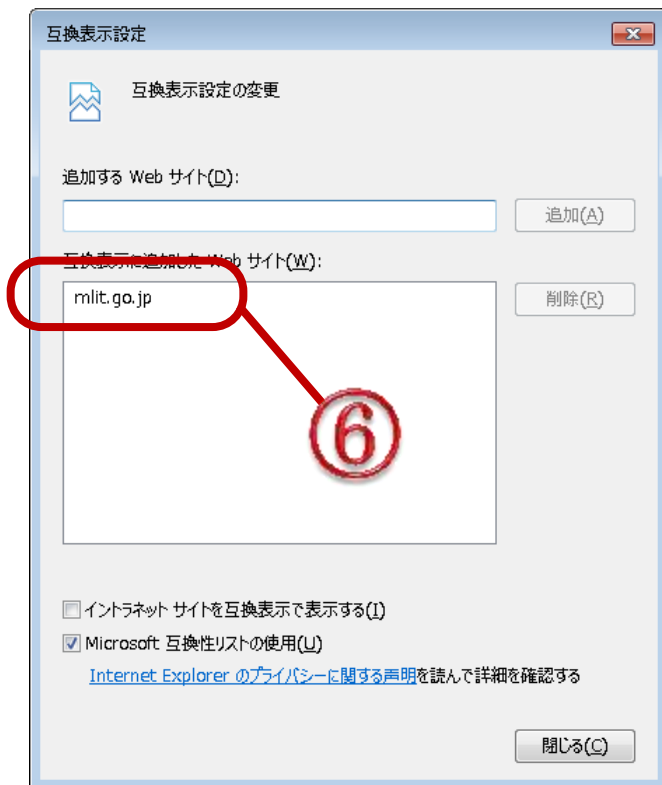 互換表示設定
互換表示設定の変更
追加する Web サイト(D):
追加(A)
互換表示に追加した Web サイト(W):
mlit.go.jp
削除(R)
⑥
イントラネット サイトを互換表示で表示する(I)
Microsoft 互換性リストの使用(U)
Internet Explorer のプライバシーに関する声明を読んで詳細を確認する
閉じる(C)